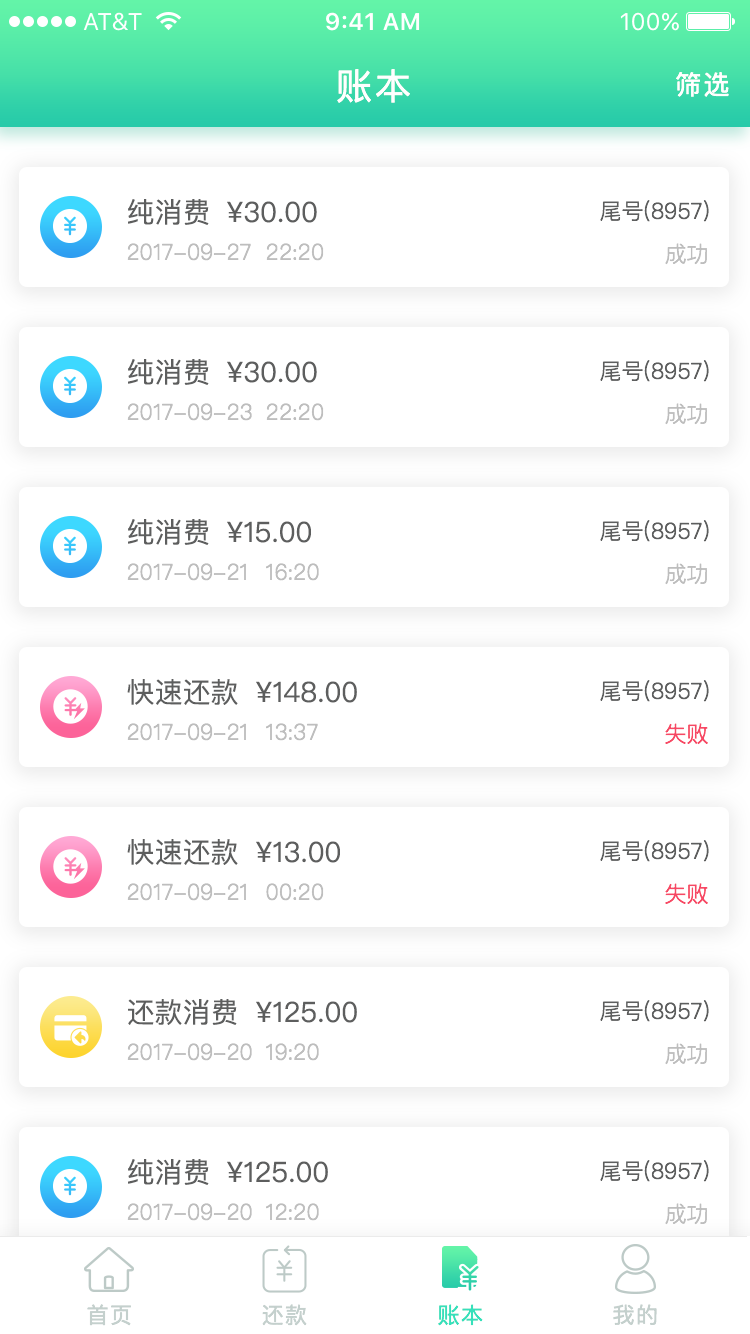 AT&T 9:41 AM 100%
账本 筛选
纯消费 ¥30.00 尾号(8957)
2017-09-27 22:20 成功
纯消费 ¥30.00 尾号(8957)
2017-09-23 22:20 成功
纯消费 ¥15.00 尾号(8957)
2017-09-21 16:20 成功
快速还款 ¥148.00 尾号(8957)
2017-09-21 13:37 失败
快速还款 ¥13.00 尾号(8957)
2017-09-21 00:20 失败
还款消费 ¥125.00 尾号(8957)
2017-09-20 19:20 成功
纯消费 ¥125.00 尾号(8957)
2017-09-20 12:20 成功
首页 还款 账本 我的